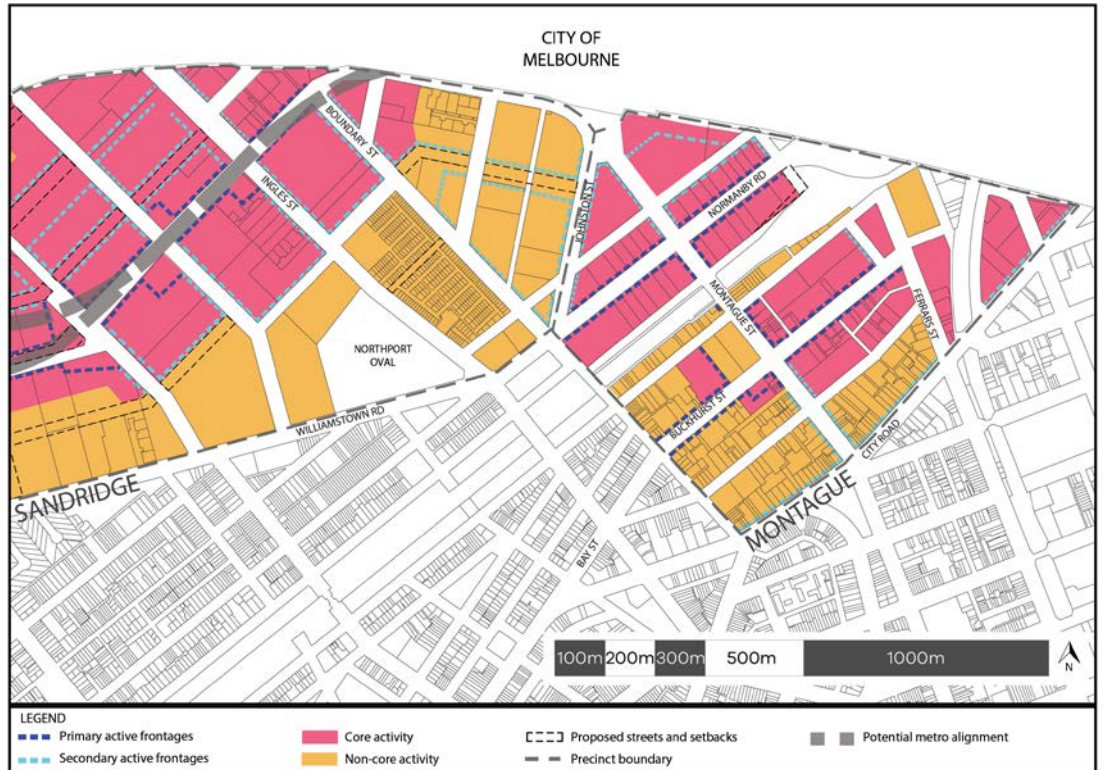 CITY OF
MELBOURNE
BOUNDARY ST
INGLES ST
JOHNSTON ST
NORMANBY RD
MONTAGUE ST
FERRARS ST
NORTHPORT
OVAL
BUCKHURST ST
WILLIAMSTOWN RD
CITY ROAD
SANDRIDGE
MONTAGUE
BAY ST
100m 200m 300m 500m 1000m
N
LEGEND
Primary active frontages
Core activity
Proposed streets and setbacks
Potential metro alignment
Secondary active frontages
Non-core activity
Precinct boundary